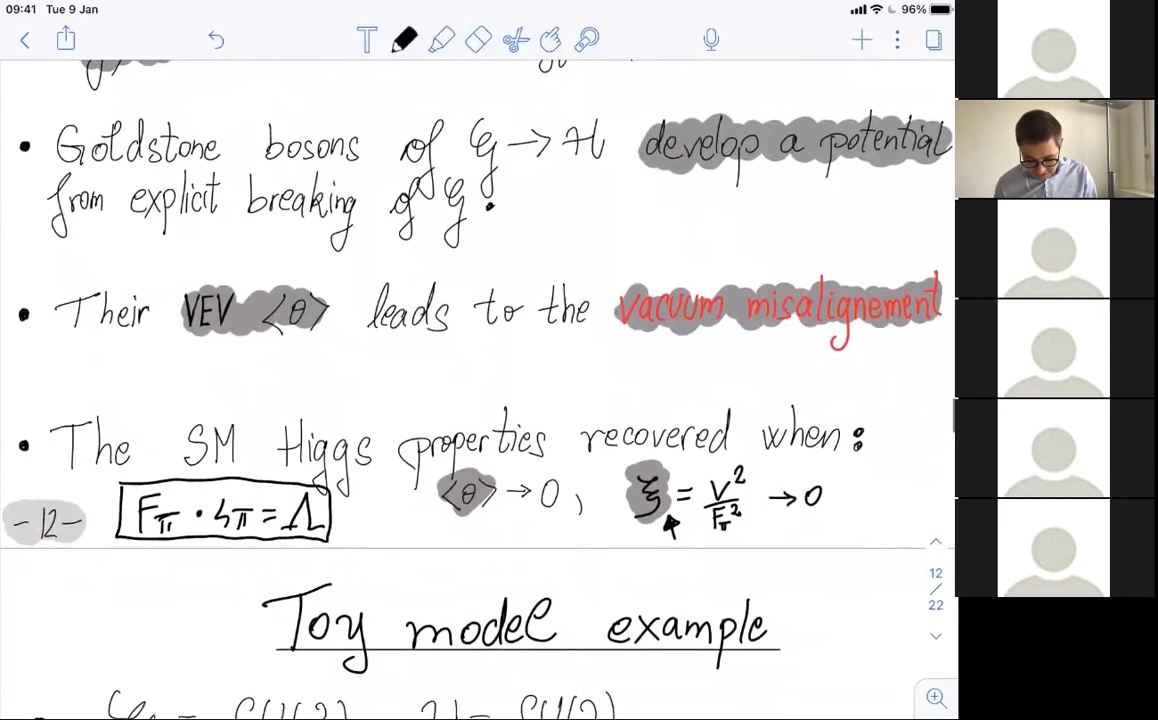 09:41 Tue 9 Jan
96%
• Goldstone bosons of G → H develop a potential
from explicit breaking of G.
• Their VEV ⟨θ⟩ leads to the vacuum misalignement
• The SM Higgs properties recovered when:
⟨θ⟩ → 0, ξ = v²/F_π² → 0
F_π · 4π = Λ
-12-
12
/
22
Toy model example